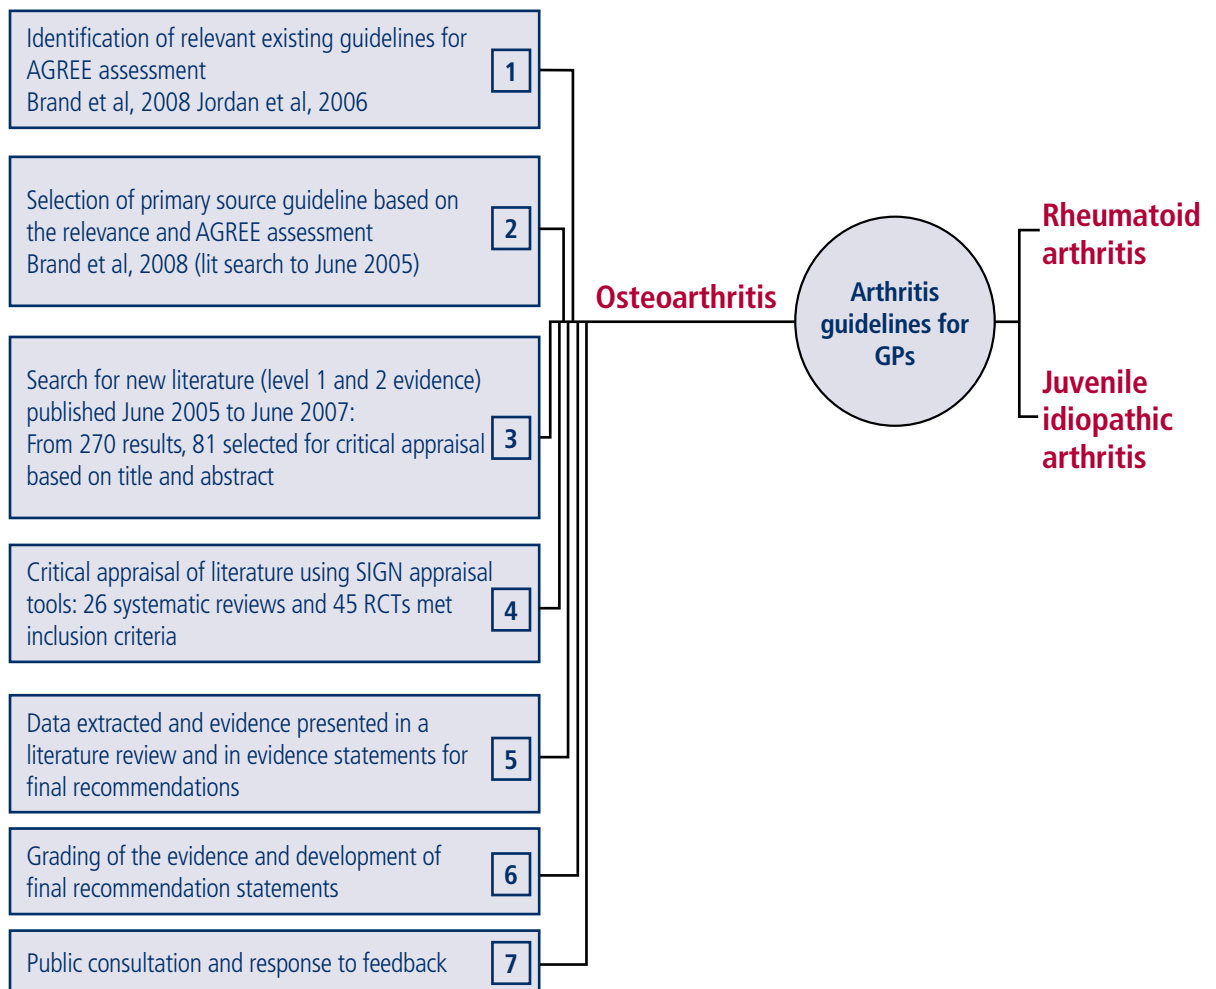 Identification of relevant existing guidelines for
AGREE assessment
Brand et al, 2008 Jordan et al, 2006
1
Selection of primary source guideline based on
the relevance and AGREE assessment
Brand et al, 2008 (lit search to June 2005)
2
Search for new literature (level 1 and 2 evidence)
published June 2005 to June 2007:
From 270 results, 81 selected for critical appraisal
based on title and abstract
3
Critical appraisal of literature using SIGN appraisal
tools: 26 systematic reviews and 45 RCTs met
inclusion criteria
4
Data extracted and evidence presented in a
literature review and in evidence statements for
final recommendations
5
Grading of the evidence and development of
final recommendation statements
6
Public consultation and response to feedback
7
Osteoarthritis
Arthritis
guidelines for
GPs
Rheumatoid
arthritis
Juvenile
idiopathic
arthritis